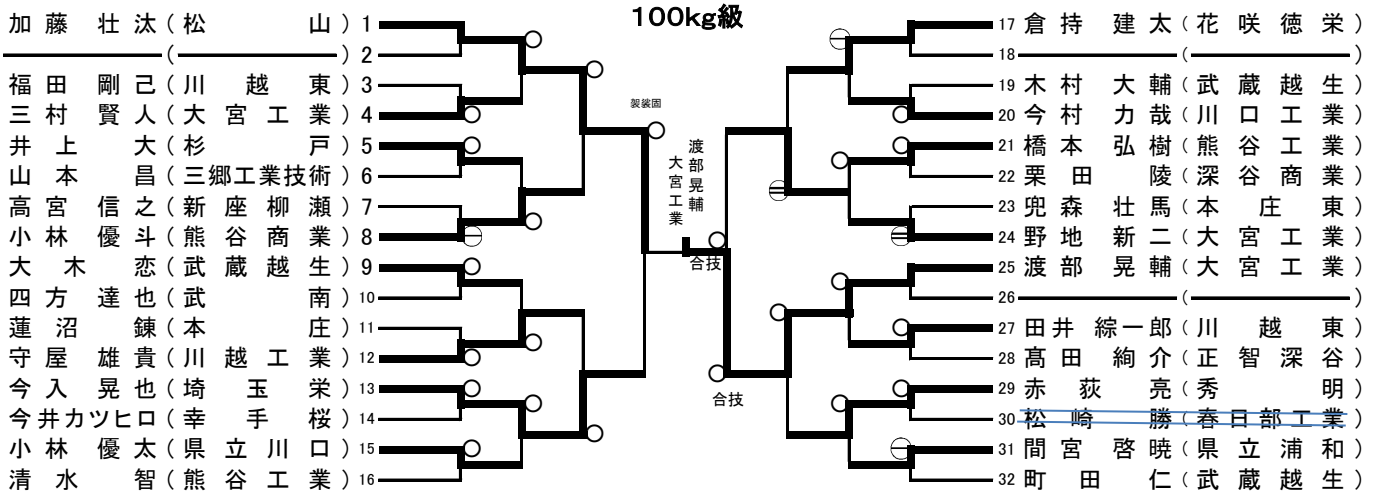 100kg級
加藤 壮汰(松 山) 1
( ) 2
福田 剛己(川 越 東) 3
三村 賢人(大宮工業) 4
井上 大(杉 戸) 5
山本 昌(三郷工業技術) 6
高宮 信之(新座柳瀬) 7
小林 優斗(熊谷商業) 8
大木 恋(武蔵越生) 9
四方 達也(武 南) 10
蓮沼 錬(本 庄) 11
守屋 雄貴(川越工業) 12
今入 晃也(埼玉栄) 13
今井カツヒロ(幸手桜) 14
小林 優太(県立川口) 15
清水 智(熊谷工業) 16
袈裟固
渡部晃輔
大宮工業
合技
合技
17 倉持 建太(花咲徳栄)
18 ( )
19 木村 大輔(武蔵越生)
20 今村 力哉(川口工業)
21 橋本 弘樹(熊谷工業)
22 栗田 陵(深谷商業)
23 兜森 壮馬(本 庄 東)
24 野地 新二(大宮工業)
25 渡部 晃輔(大宮工業)
26 ( )
27 田井 綜一郎(川 越 東)
28 髙田 絢介(正智深谷)
29 赤荻 亮(秀 明)
30 松崎 勝(春日部工業)
31 間宮 啓暁(県立浦和)
32 町田 仁(武蔵越生)